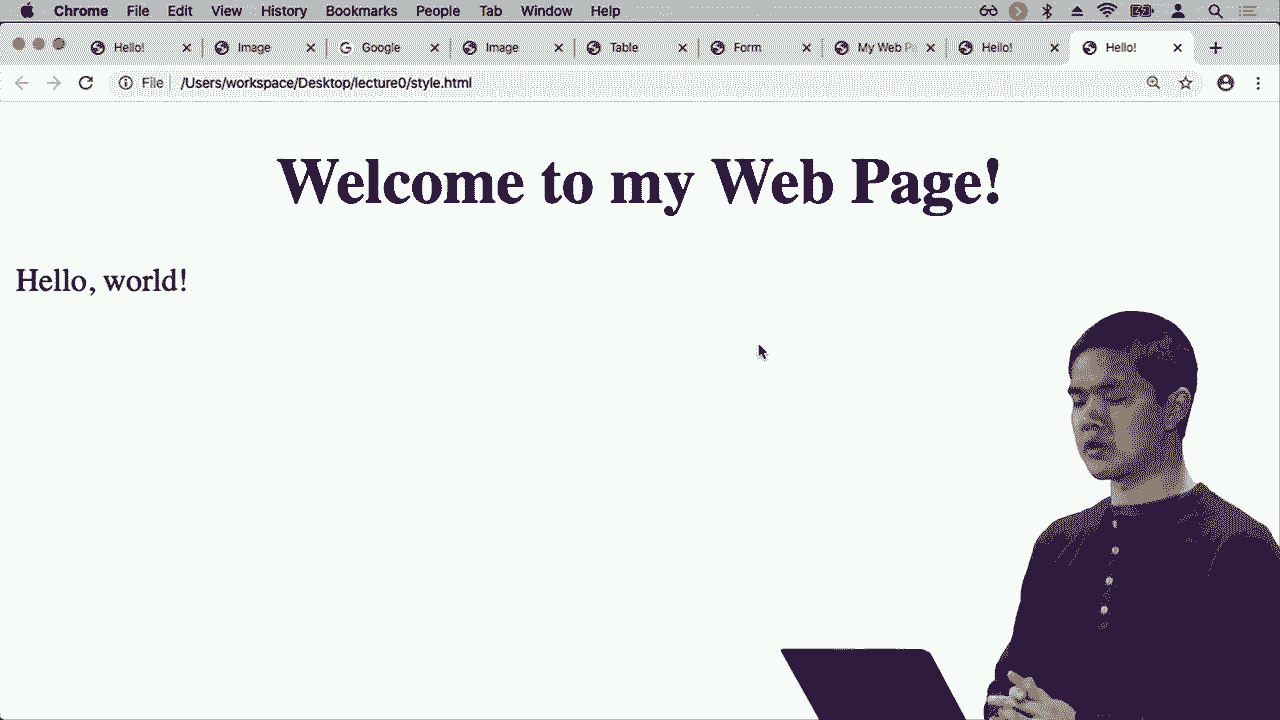 Chrome File Edit View History Bookmarks People Tab Window Help
Hello! Image Google Image Table Form My Web Pa Hello! Hello!
File /Users/workspace/Desktop/lecture0/style.html
Welcome to my Web Page!
Hello, world!